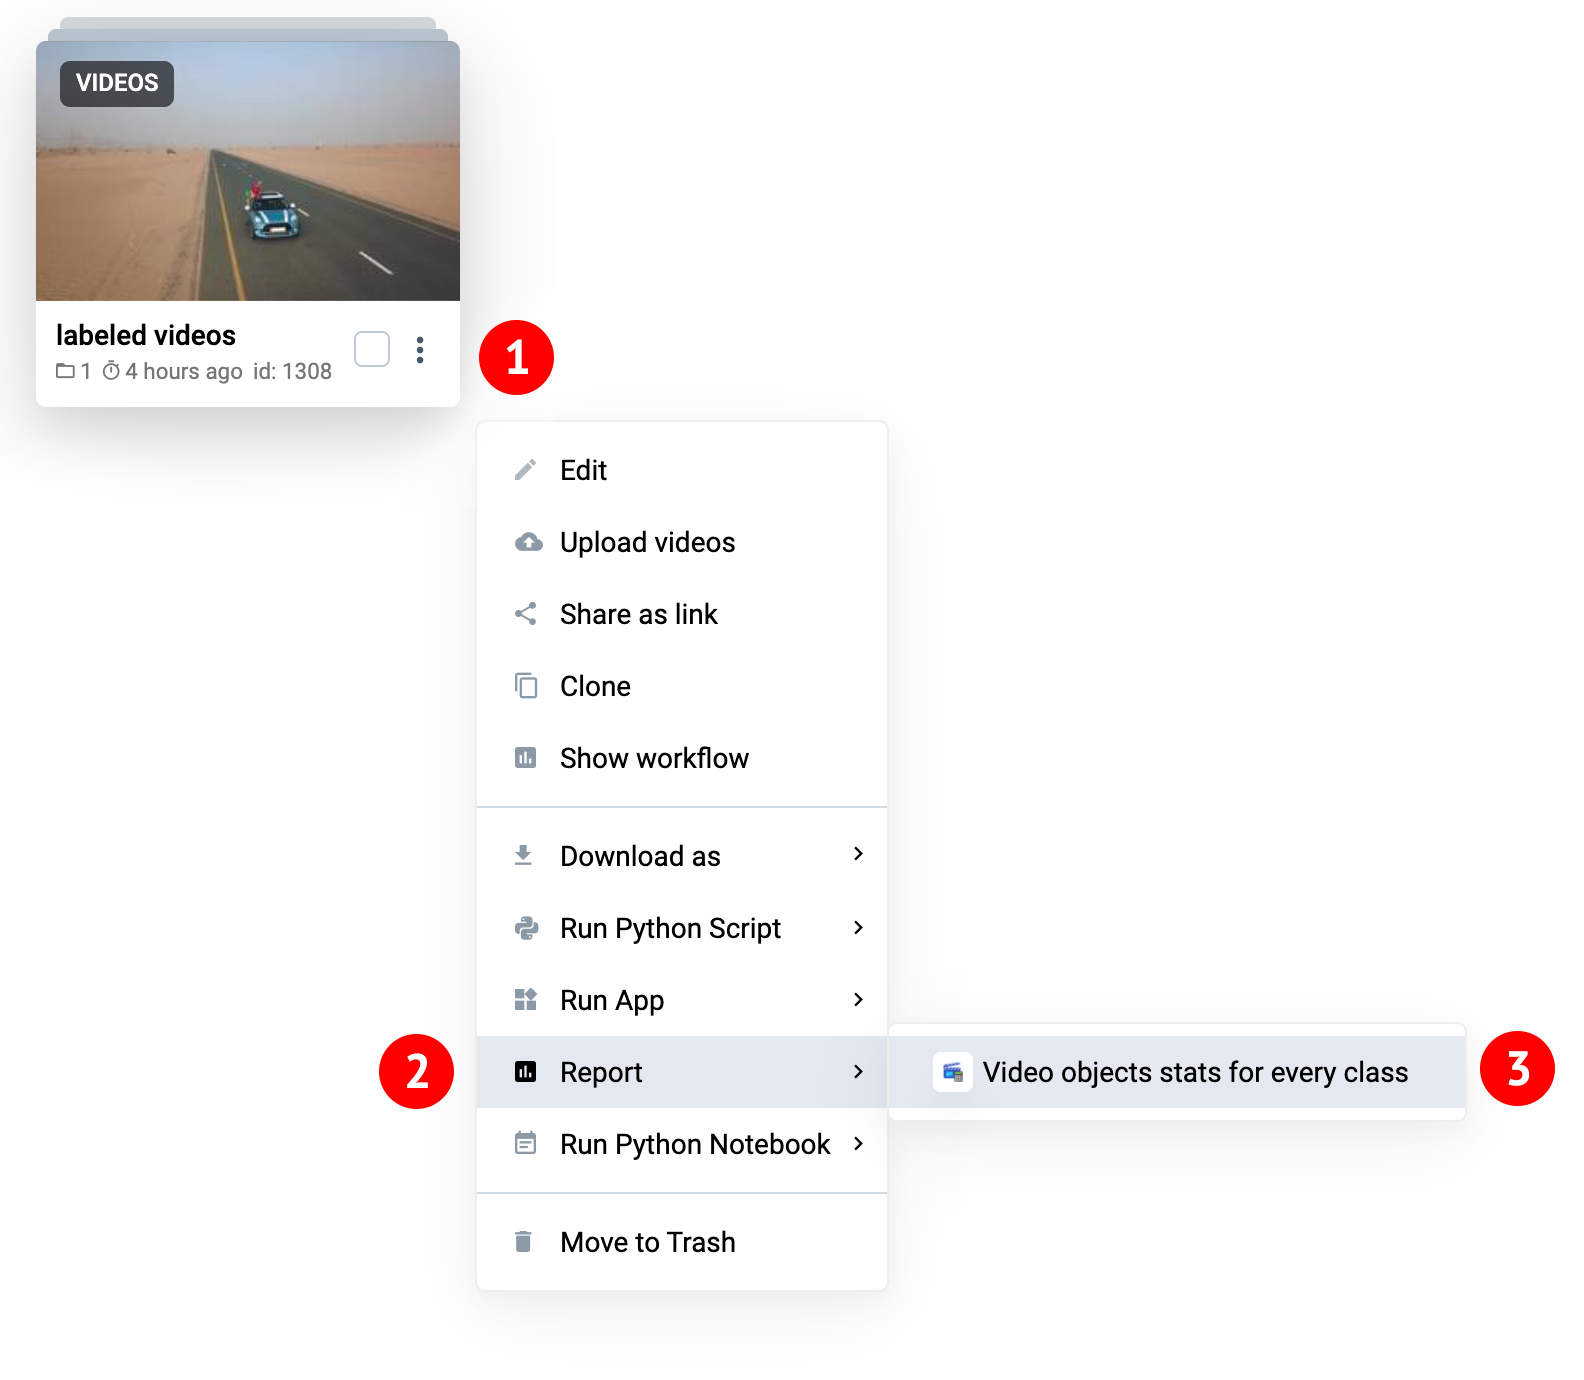 VIDEOS
labeled videos
1 4 hours ago id: 1308
1
Edit
Upload videos
Share as link
Clone
Show workflow
Download as
Run Python Script
Run App
2
Report
Video objects stats for every class
3
Run Python Notebook
Move to Trash